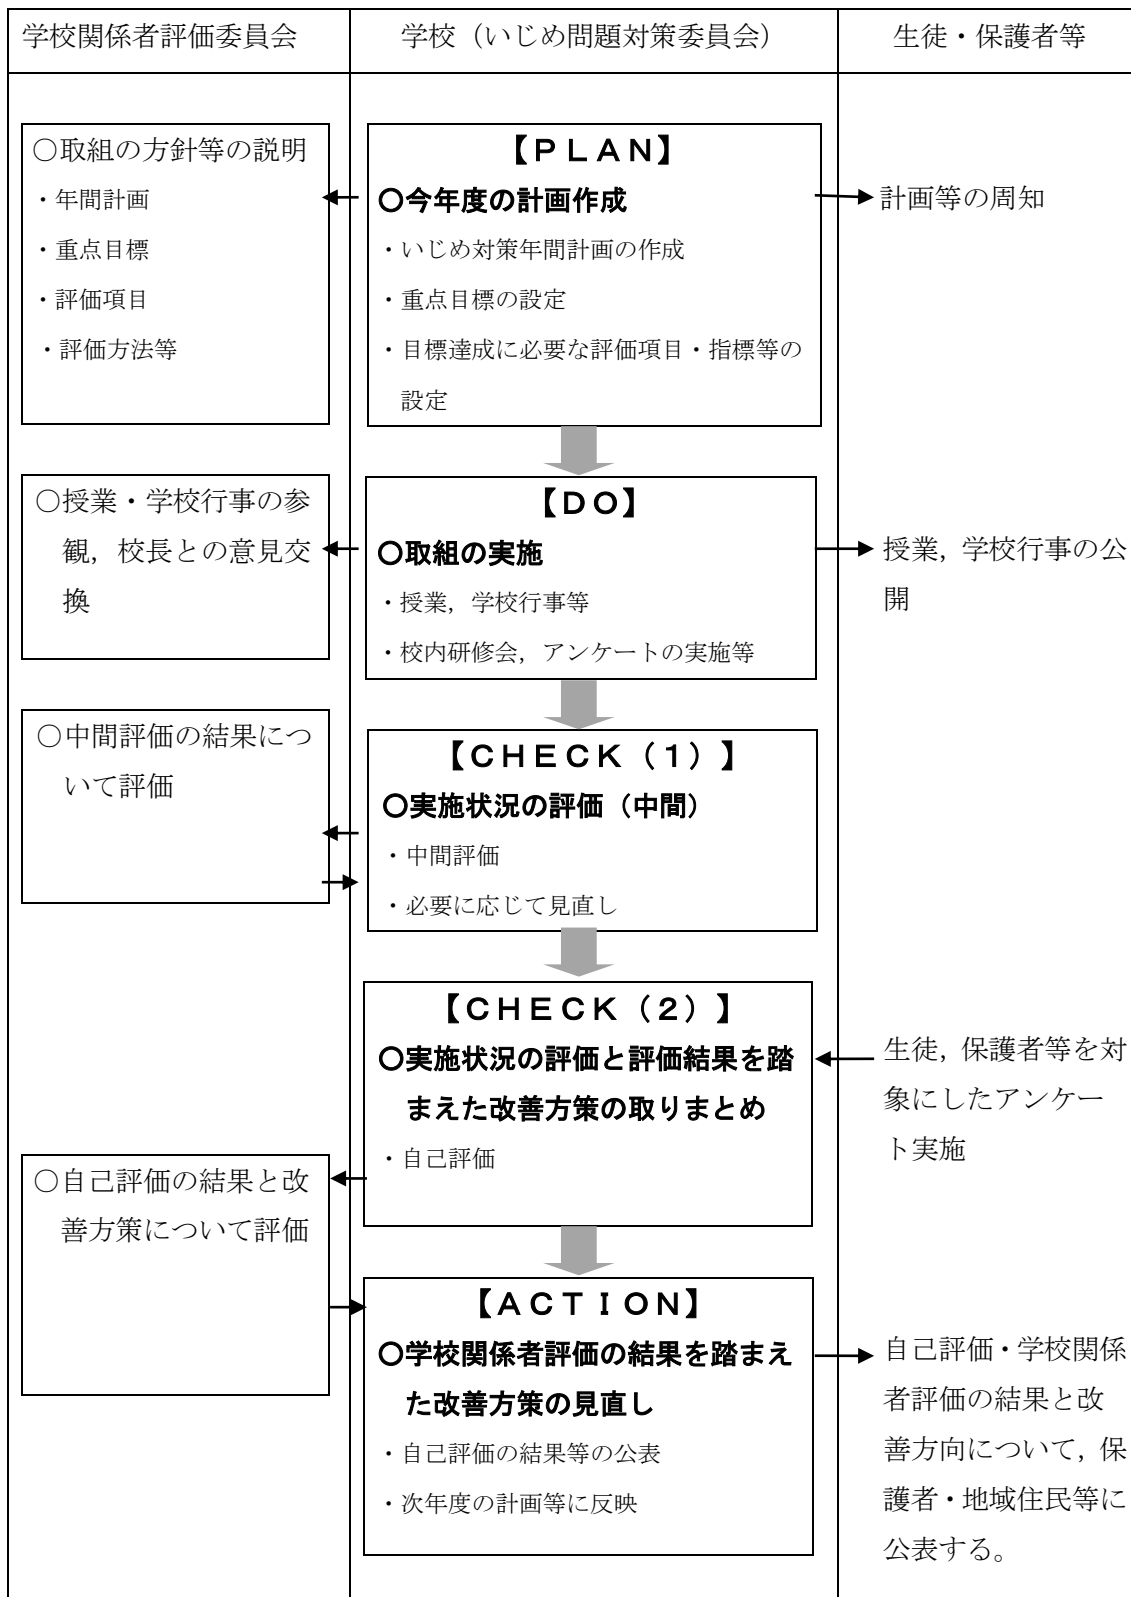 学校関係者評価委員会
学校（いじめ問題対策委員会）
生徒・保護者等
○取組の方針等の説明
・年間計画
・重点目標
・評価項目
・評価方法等
【ＰＬＡＮ】
○今年度の計画作成
・いじめ対策年間計画の作成
・重点目標の設定
・目標達成に必要な評価項目・指標等の
設定
計画等の周知
○授業・学校行事の参
観，校長との意見交
換
【ＤＯ】
○取組の実施
・授業，学校行事等
・校内研修会，アンケートの実施等
授業，学校行事の公
開
○中間評価の結果につ
いて評価
【ＣＨＥＣＫ（１）】
○実施状況の評価（中間）
・中間評価
・必要に応じて見直し
【ＣＨＥＣＫ（２）】
○実施状況の評価と評価結果を踏
まえた改善方策の取りまとめ
・自己評価
生徒，保護者等を対
象にしたアンケー
ト実施
○自己評価の結果と改
善方策について評価
【ＡＣＴＩＯＮ】
○学校関係者評価の結果を踏まえ
た改善方策の見直し
・自己評価の結果等の公表
・次年度の計画等に反映
自己評価・学校関係
者評価の結果と改
善方向について，保
護者・地域住民等に
公表する。